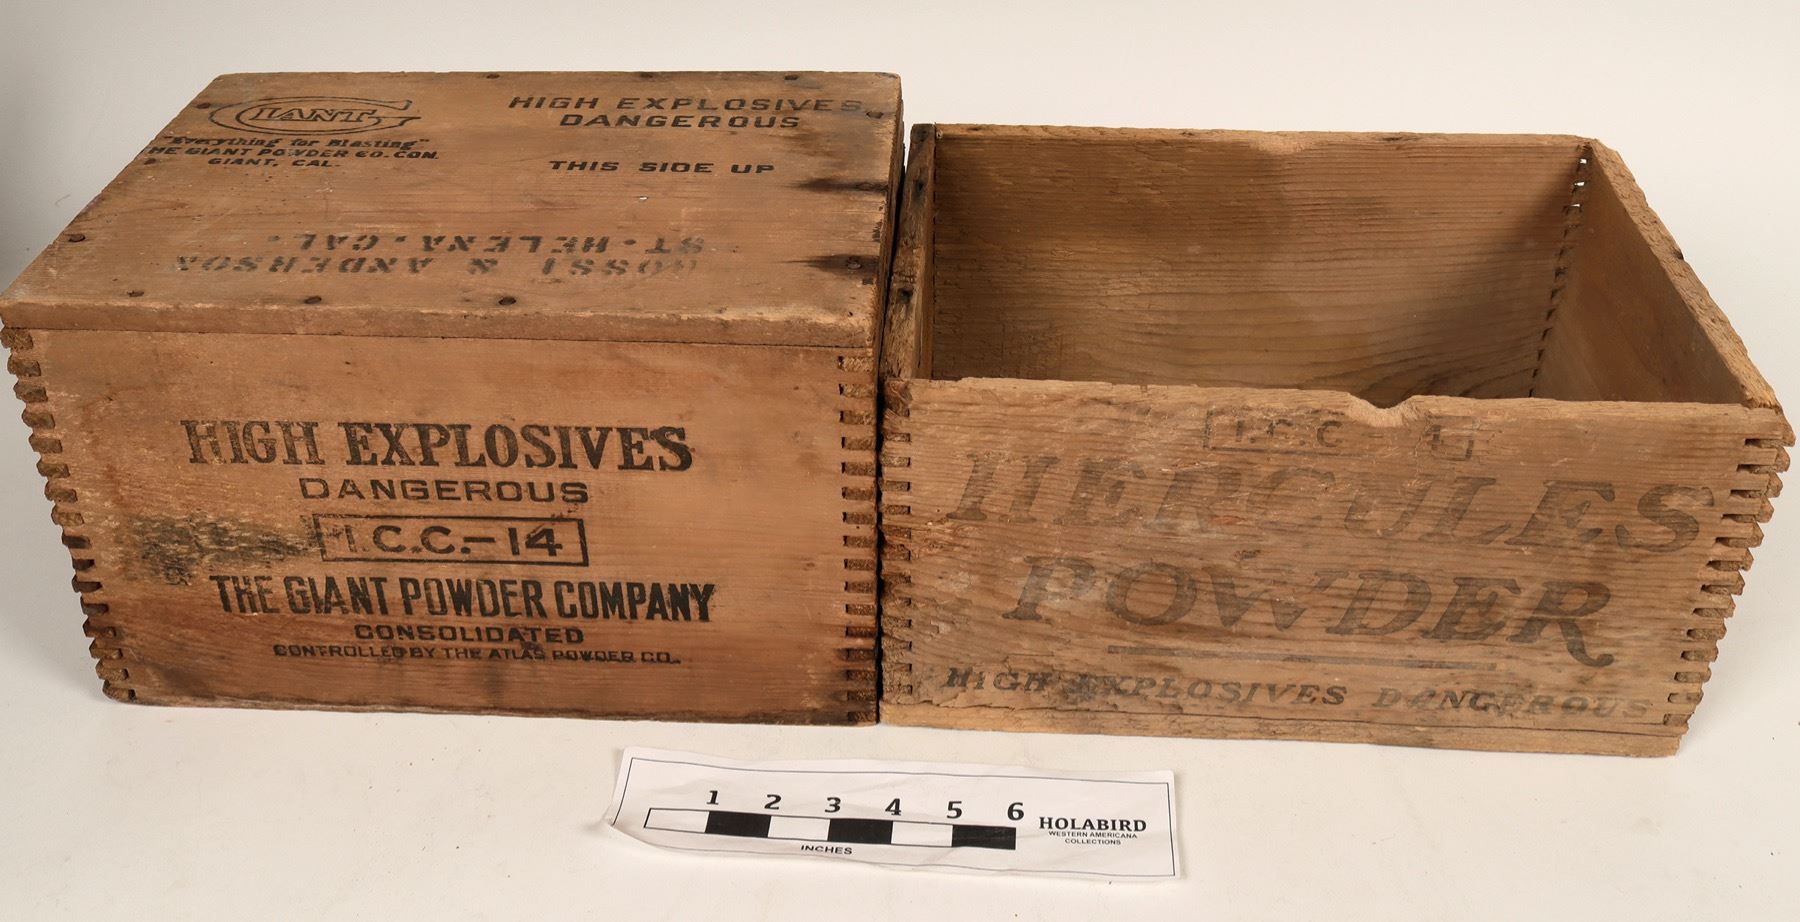 GIANT
"Everything for Blasting"
THE GIANT POWDER CO. CON.
GIANT, CAL.
HIGH EXPLOSIVES
DANGEROUS
THIS SIDE UP
& ANDERSON
ST. HELENA. CAL.
HIGH EXPLOSIVES
DANGEROUS
I.C.C.-14
THE GIANT POWDER COMPANY
CONSOLIDATED
CONTROLLED BY THE ATLAS POWDER CO.
I.C.C
HERCULES
POWDER
HIGH EXPLOSIVES DANGEROUS
1 2 3 4 5 6
INCHES
HOLABIRD
WESTERN AMERICANA
COLLECTIONS